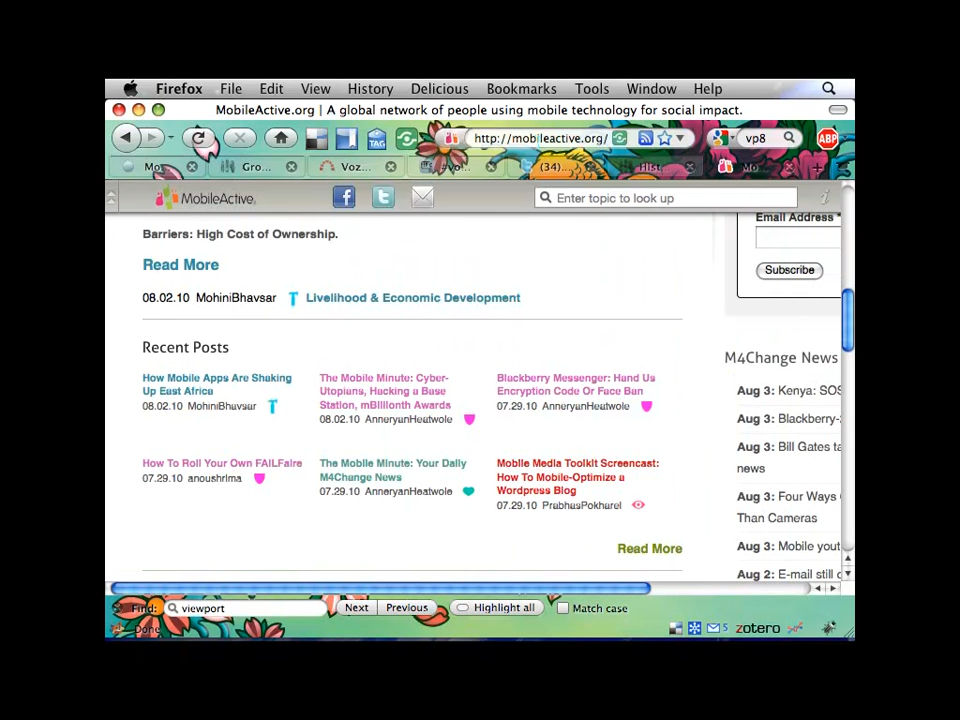 Firefox File Edit View History Delicious Bookmarks Tools Window Help
MobileActive.org | A global network of people using mobile technology for social impact.
TAG http://mobileactive.org/ vp8 ABP
Mo Gro... Voz... (34)... Hist
MobileActive Enter topic to look up
Email Address *
Barriers: High Cost of Ownership.
Read More
Subscribe
08.02.10 MohiniBhavsar Livelihood & Economic Development
Recent Posts
M4Change News
How Mobile Apps Are Shaking
Up East Africa
08.02.10 MohiniBhavsar
The Mobile Minute: Cyber-
Utopians, Hacking a Base
Station, mBillionth Awards
08.02.10 AnneryanHeatwole
Blackberry Messenger: Hand Us
Encryption Code Or Face Ban
07.29.10 AnneryanHeatwole
How To Roll Your Own FAILFaire
07.29.10 anoushrima
The Mobile Minute: Your Daily
M4Change News
07.29.10 AnneryanHeatwole
Mobile Media Toolkit Screencast:
How To Mobile-Optimize a
Wordpress Blog
07.29.10 PrabhasPokharel
Read More
Aug 3: Kenya: SOS
Aug 3: Blackberry-
Aug 3: Bill Gates ta
news
Aug 3: Four Ways
Than Cameras
Aug 3: Mobile yout
Aug 2: E-mail still
Find: viewport Next Previous Highlight all Match case
Done 5 zotero